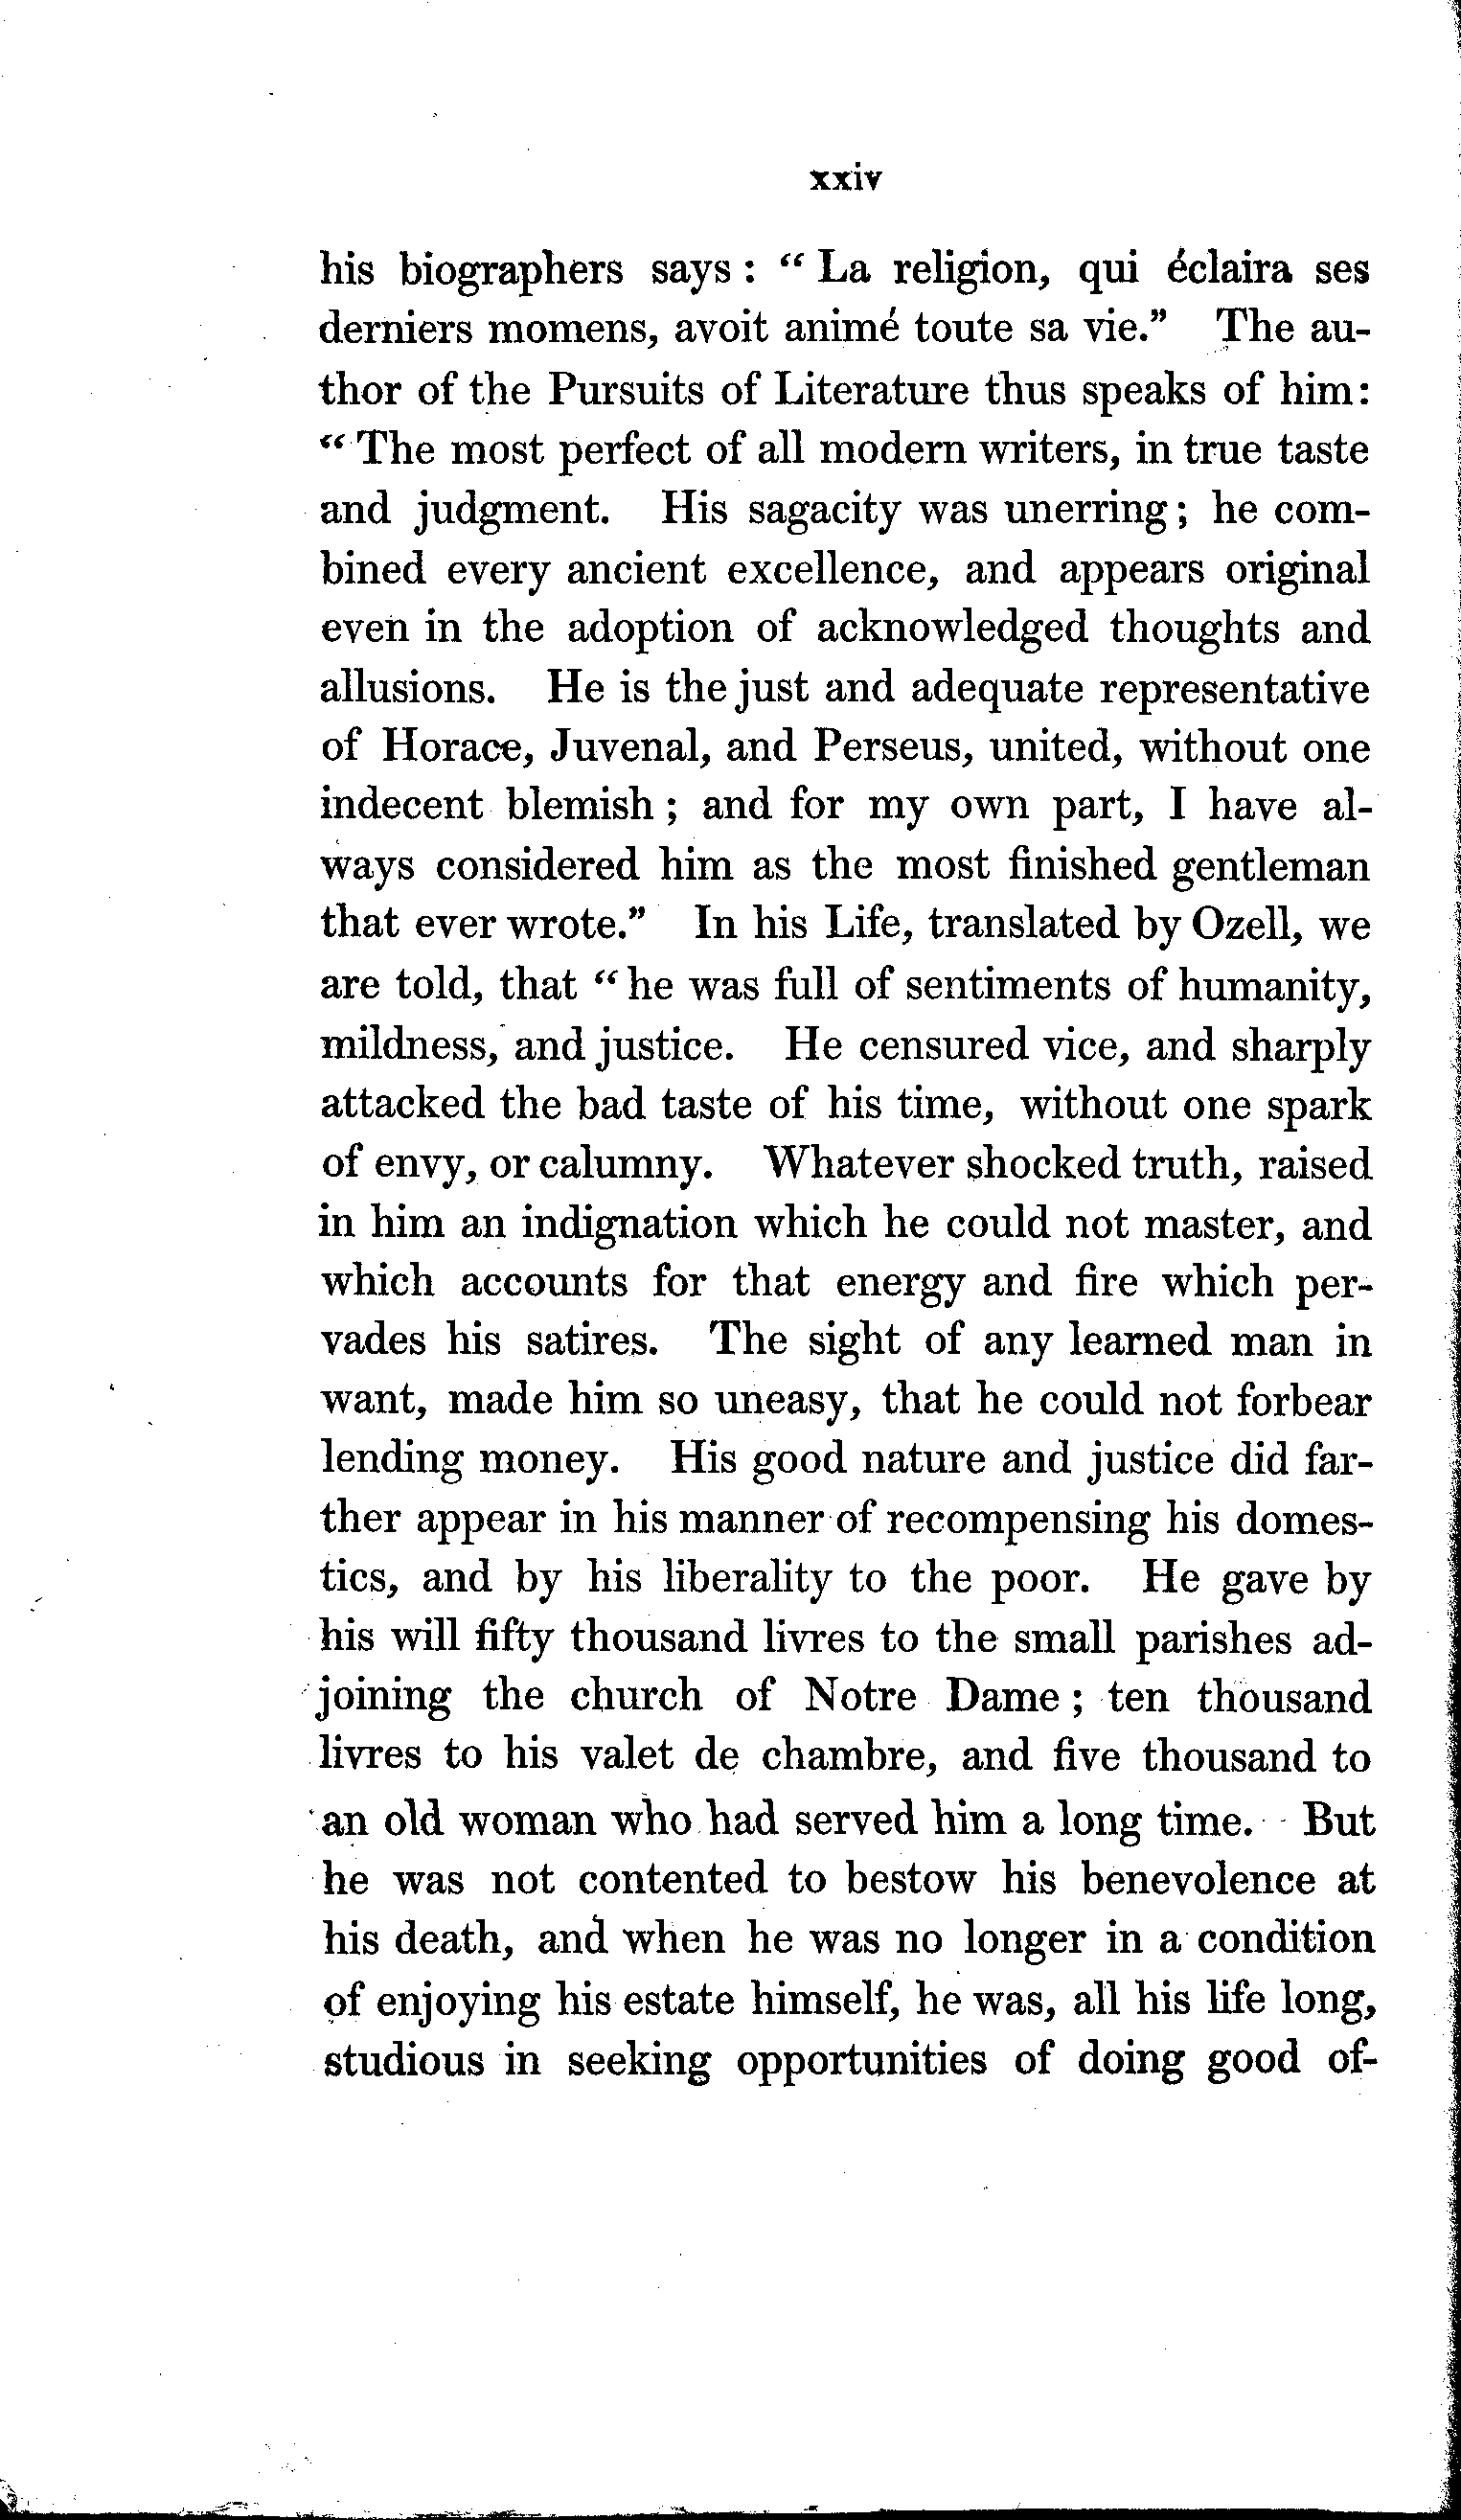 xxiv
his biographers says : “ La religion, qui éclaira ses
derniers momens, avoit animé toute sa vie.” The au-
thor of the Pursuits of Literature thus speaks of him:
“ The most perfect of all modern writers, in true taste
and judgment. His sagacity was unerring ; he com-
bined every ancient excellence, and appears original
even in the adoption of acknowledged thoughts and
allusions. He is the just and adequate representative
of Horace, Juvenal, and Perseus, united, without one
indecent blemish ; and for my own part, I have al-
ways considered him as the most finished gentleman
that ever wrote.” In his Life, translated by Ozell, we
are told, that “ he was full of sentiments of humanity,
mildness, and justice. He censured vice, and sharply
attacked the bad taste of his time, without one spark
of envy, or calumny. Whatever shocked truth, raised
in him an indignation which he could not master, and
which accounts for that energy and fire which per-
vades his satires. The sight of any learned man in
want, made him so uneasy, that he could not forbear
lending money. His good nature and justice did far-
ther appear in his manner of recompensing his domes-
tics, and by his liberality to the poor. He gave by
his will fifty thousand livres to the small parishes ad-
joining the church of Notre Dame ; ten thousand
livres to his valet de chambre, and five thousand to
an old woman who had served him a long time. But
he was not contented to bestow his benevolence at
his death, and when he was no longer in a condition
of enjoying his estate himself, he was, all his life long,
studious in seeking opportunities of doing good of-